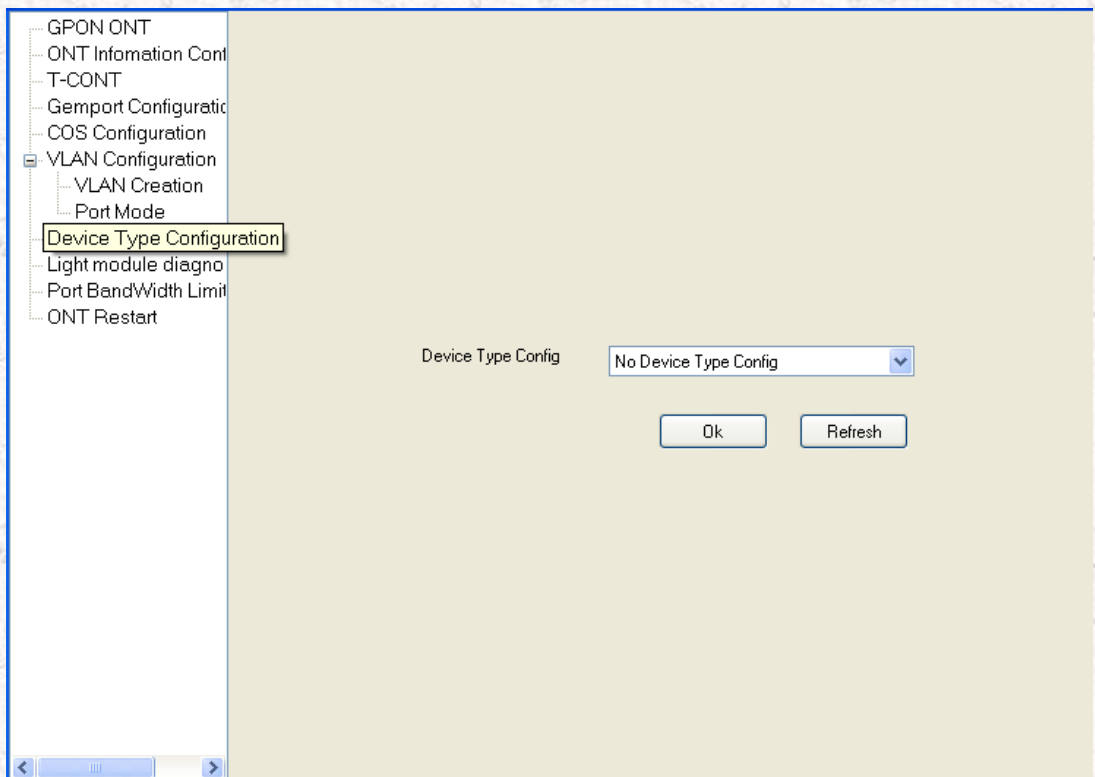 GPON ONT
ONT Infomation Conf
T-CONT
Gemport Configuratic
COS Configuration
VLAN Configuration
VLAN Creation
Port Mode
Device Type Configuration
Light module diagno
Port BandWidth Limit
ONT Restart
Device Type Config
No Device Type Config
Ok
Refresh